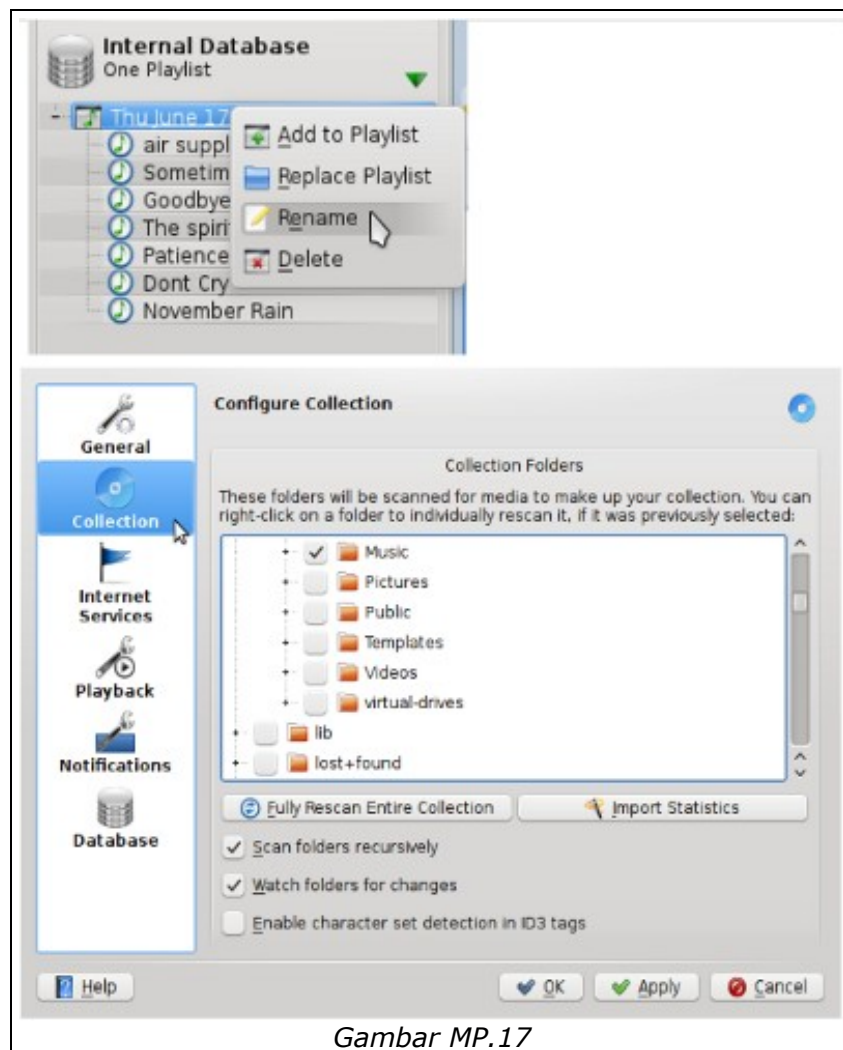 Internal Database
One Playlist
Thu June 17
air suppl
Sometim
Goodbye
The spiri
Patience
Dont Cry
November Rain
Add to Playlist
Replace Playlist
Rename
Delete
General
Collection
Internet
Services
Playback
Notifications
Database
Configure Collection
Collection Folders
These folders will be scanned for media to make up your collection. You can
right-click on a folder to individually rescan it, if it was previously selected:
Music
Pictures
Public
Templates
Videos
virtual-drives
lib
lost+found
Fully Rescan Entire Collection
Import Statistics
Scan folders recursively
Watch folders for changes
Enable character set detection in ID3 tags
Help
OK
Apply
Cancel
Gambar MP.17